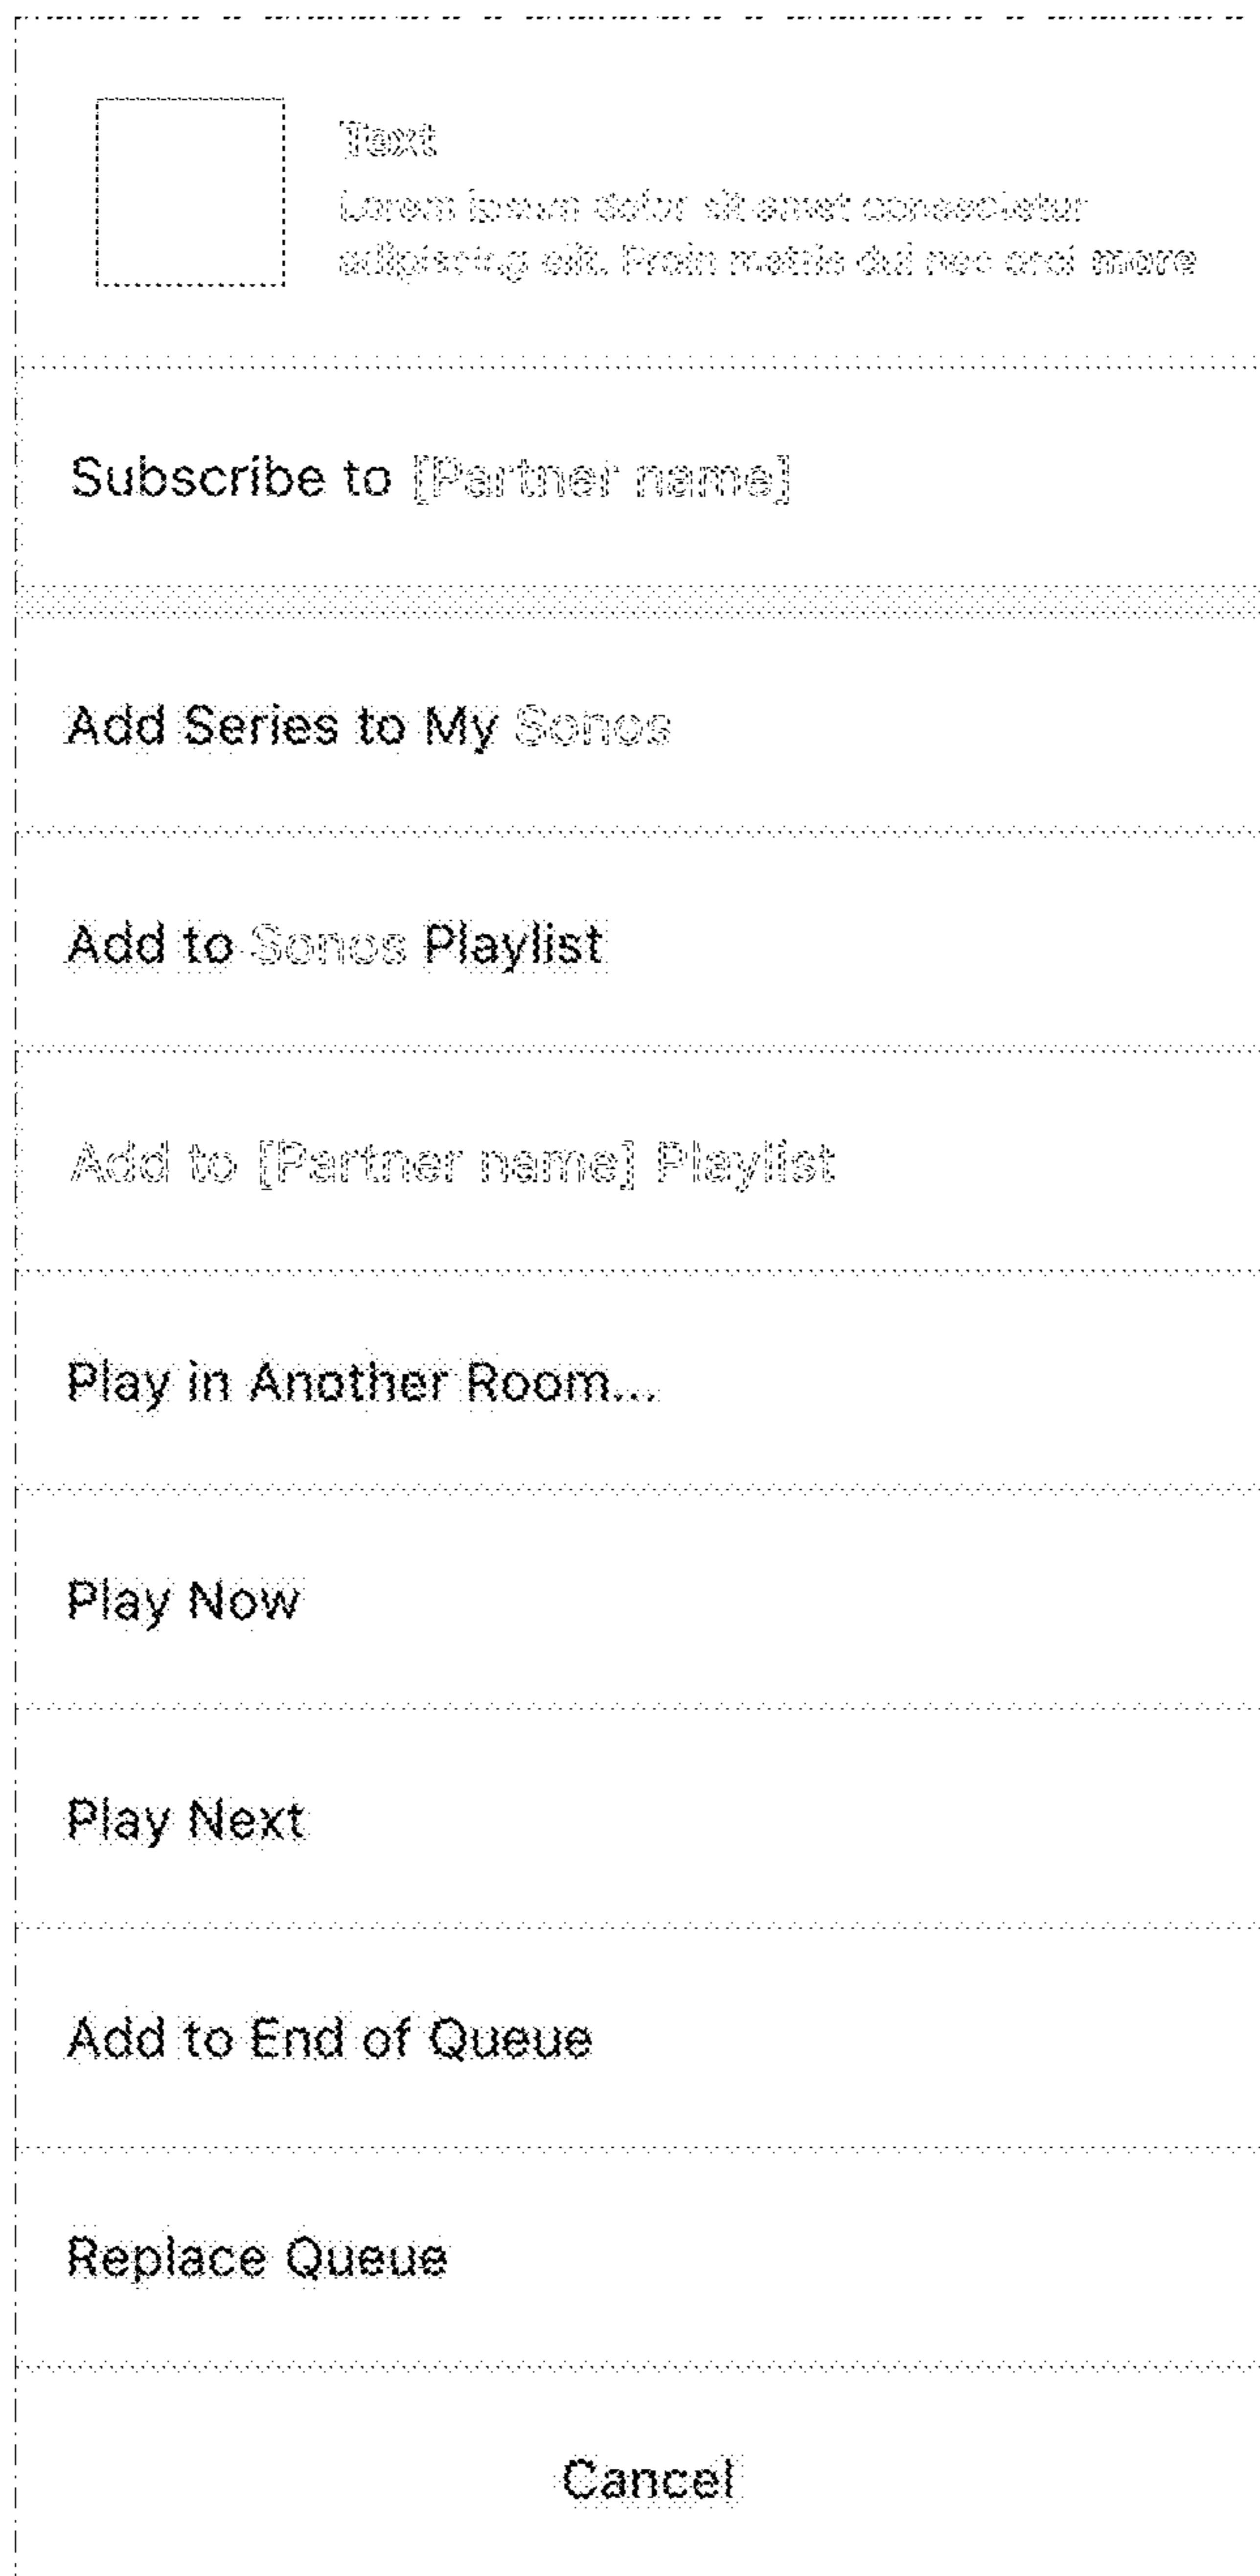 Text
Lorem ipsum dolor sit amet consectetur
adipiscing elit. Proin mattis dui nec orci more
Subscribe to [Partner name]
Add Series to My Sonos
Add to Sonos Playlist
Add to [Partner name] Playlist
Play in Another Room...
Play Now
Play Next
Add to End of Queue
Replace Queue
Cancel